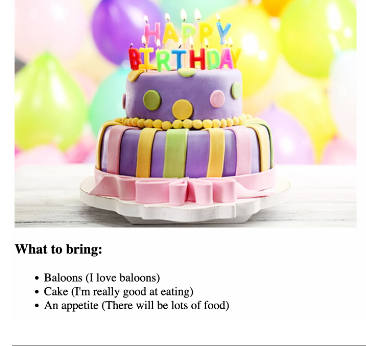 HAPPY
BIRTHDAY
What to bring:
Baloons (I love baloons)
Cake (I'm really good at eating)
An appetite (There will be lots of food)